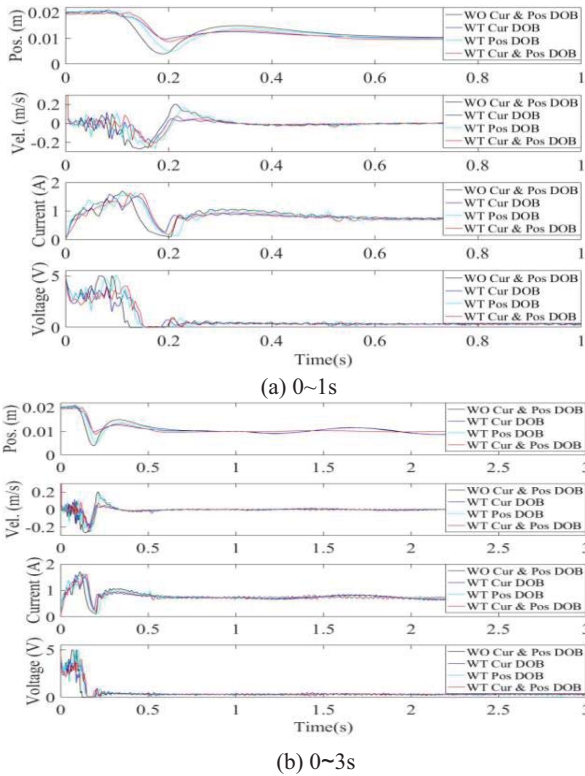 Pos. (m)
0.02
0.01
0
0 0.2 0.4 0.6 0.8 1
WO Cur & Pos DOB
WT Cur DOB
WT Pos DOB
WT Cur & Pos DOB
Vel. (m/s)
0.2
0
-0.2
0 0.2 0.4 0.6 0.8 1
WO Cur & Pos DOB
WT Cur DOB
WT Pos DOB
WT Cur & Pos DOB
Current (A)
2
1
0
0 0.2 0.4 0.6 0.8 1
WO Cur & Pos DOB
WT Cur DOB
WT Pos DOB
WT Cur & Pos DOB
Voltage (V)
5
0
0 0.2 0.4 0.6 0.8 1
WO Cur & Pos DOB
WT Cur DOB
WT Pos DOB
WT Cur & Pos DOB
Time(s)
(a) 0~1s
Pos. (m)
0.02
0.01
0
0 0.5 1 1.5 2 2.5 3
WO Cur & Pos DOB
WT Cur DOB
WT Pos DOB
WT Cur & Pos DOB
Vel. (m/s)
0.2
0
-0.2
0 0.5 1 1.5 2 2.5 3
WO Cur & Pos DOB
WT Cur DOB
WT Pos DOB
WT Cur & Pos DOB
Current (A)
2
1
0
0 0.5 1 1.5 2 2.5 3
WO Cur & Pos DOB
WT Cur DOB
WT Pos DOB
WT Cur & Pos DOB
Voltage (V)
5
0
0 0.5 1 1.5 2 2.5 3
WO Cur & Pos DOB
WT Cur DOB
WT Pos DOB
WT Cur & Pos DOB
Time(s)
(b) 0~3s